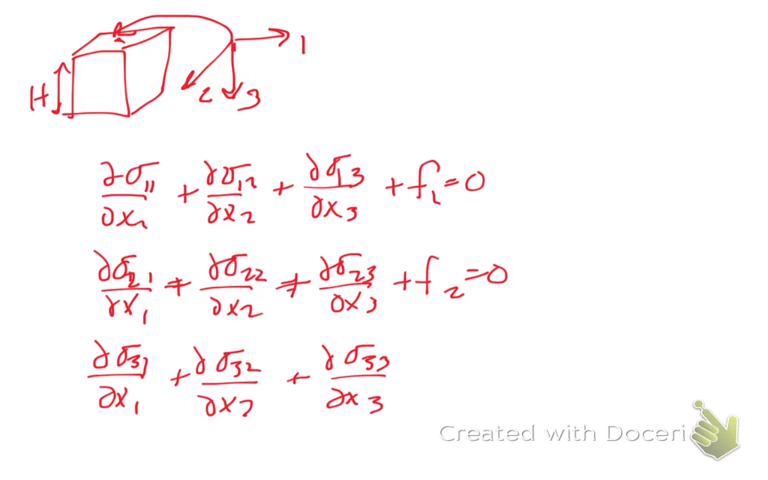 1
H
2 3
∂σ₁₁/∂x₁ + ∂σ₁₂/∂x₂ + ∂σ₁₃/∂x₃ + f₁ = 0
∂σ₂₁/∂x₁ + ∂σ₂₂/∂x₂ + ∂σ₂₃/∂x₃ + f₂ = 0
∂σ₃₁/∂x₁ + ∂σ₃₂/∂x₂ + ∂σ₃₃/∂x₃
Created with Doceri